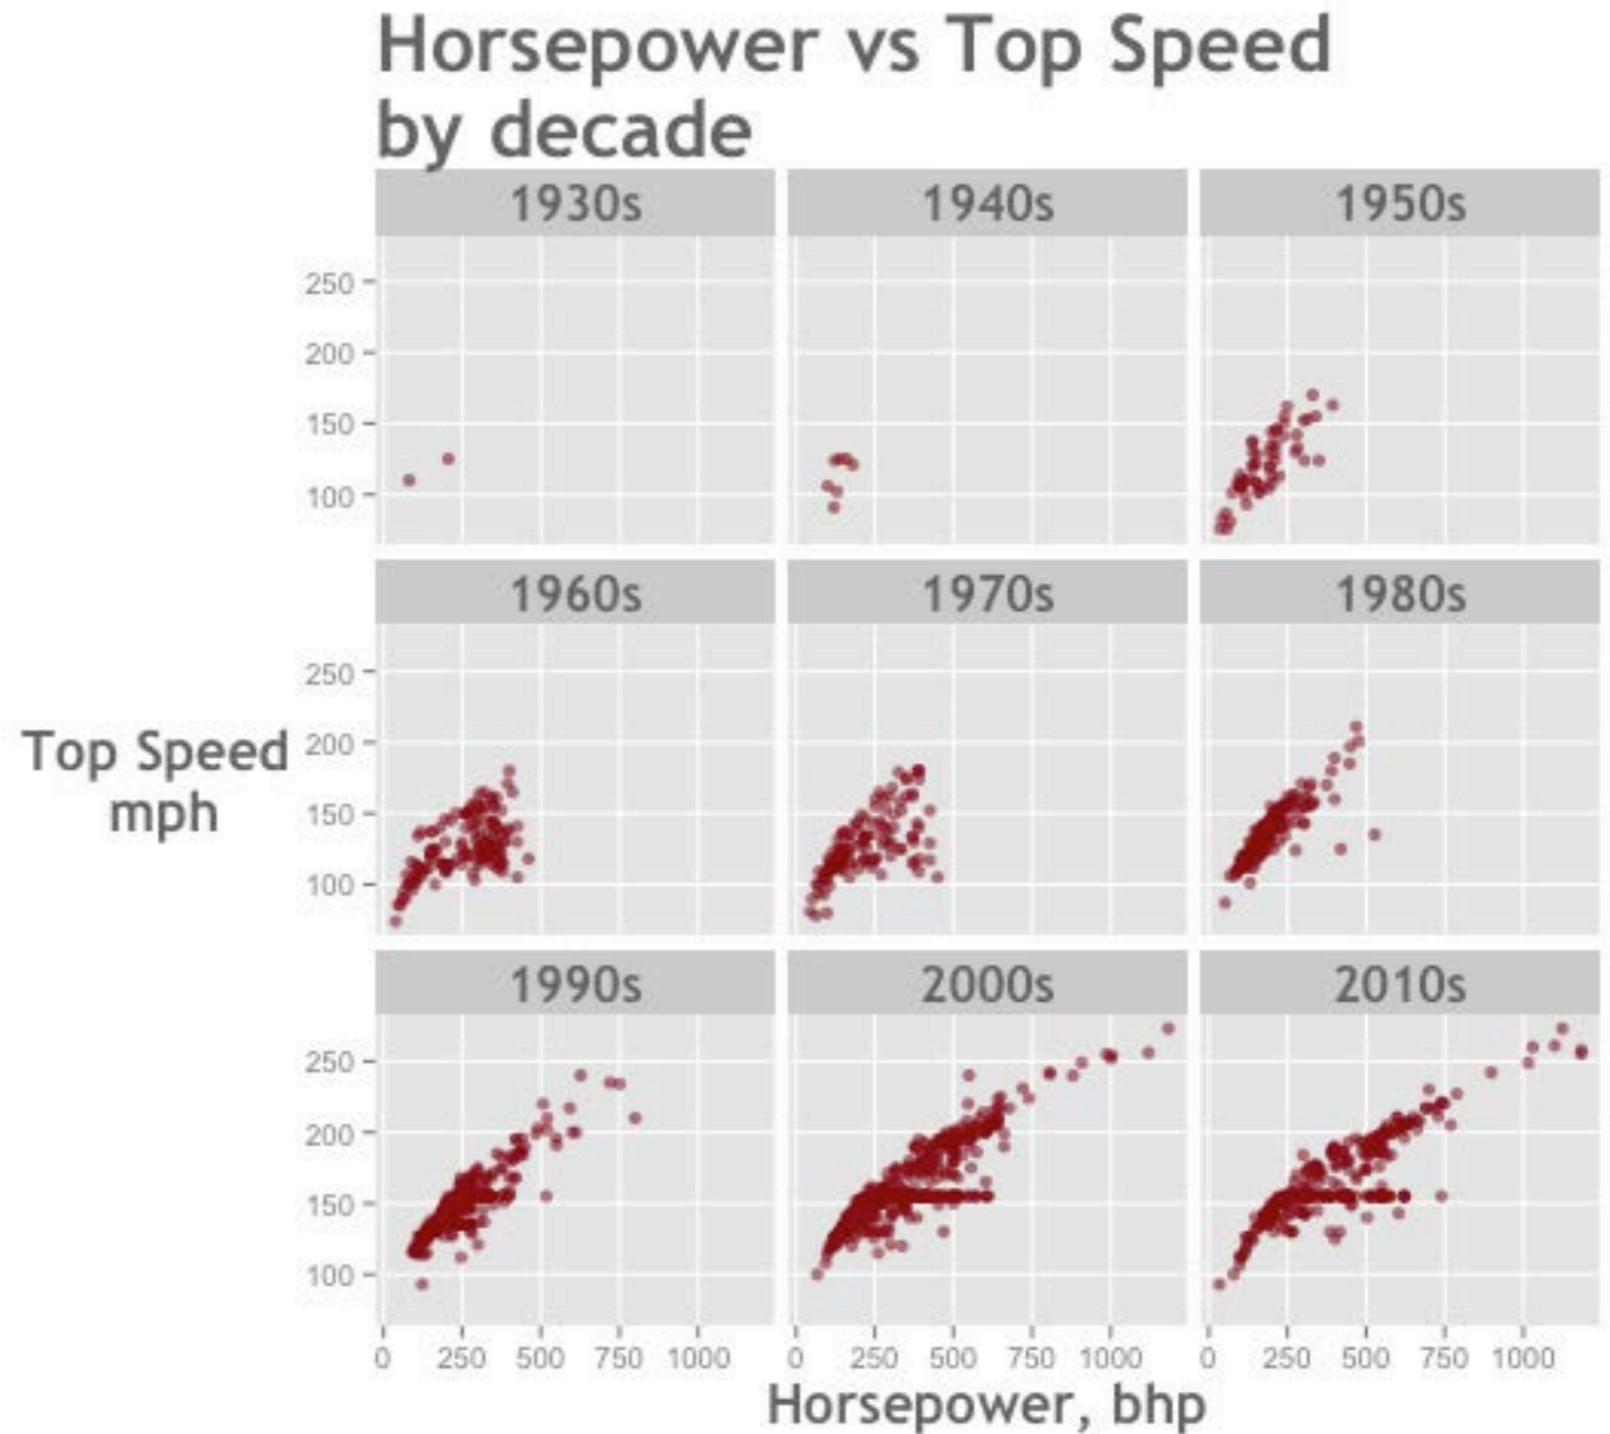 Horsepower vs Top Speed
by decade
1930s
1940s
1950s
250
200
150
100
1960s
1970s
1980s
250
200
150
100
Top Speed
mph
1990s
2000s
2010s
250
200
150
100
0 250 500 750 1000
0 250 500 750 1000
0 250 500 750 1000
Horsepower, bhp